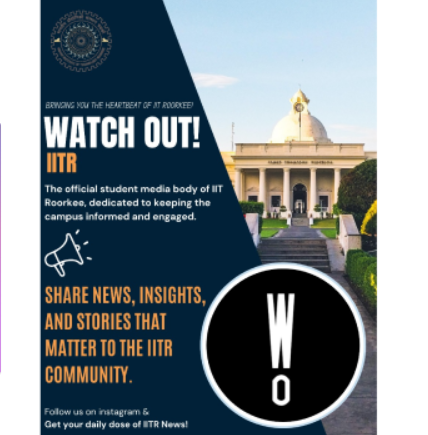 BRINGING YOU THE HEARTBEAT OF IIT ROORKEE!
WATCH OUT!
IITR
The official student media body of IIT
Roorkee, dedicated to keeping the
campus informed and engaged.
SHARE NEWS, INSIGHTS,
AND STORIES THAT
MATTER TO THE IITR
COMMUNITY.
W
O
Follow us on instagram &
Get your daily dose of IITR News!